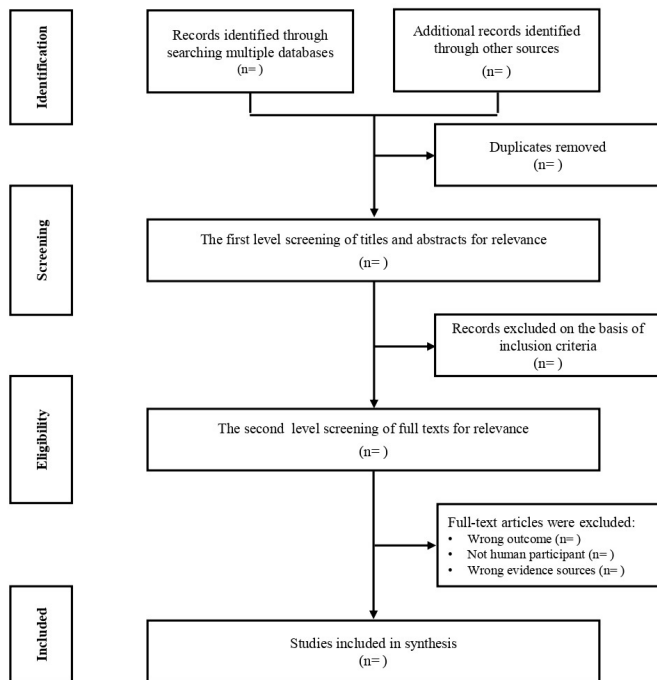 Identification
Records identified through
searching multiple databases
(n= )
Additional records identified
through other sources
(n= )
Duplicates removed
(n= )
Screening
The first level screening of titles and abstracts for relevance
(n= )
Records excluded on the basis of
inclusion criteria
(n= )
Eligibility
The second level screening of full texts for relevance
(n= )
Full-text articles were excluded:
• Wrong outcome (n= )
• Not human participant (n= )
• Wrong evidence sources (n= )
Included
Studies included in synthesis
(n= )